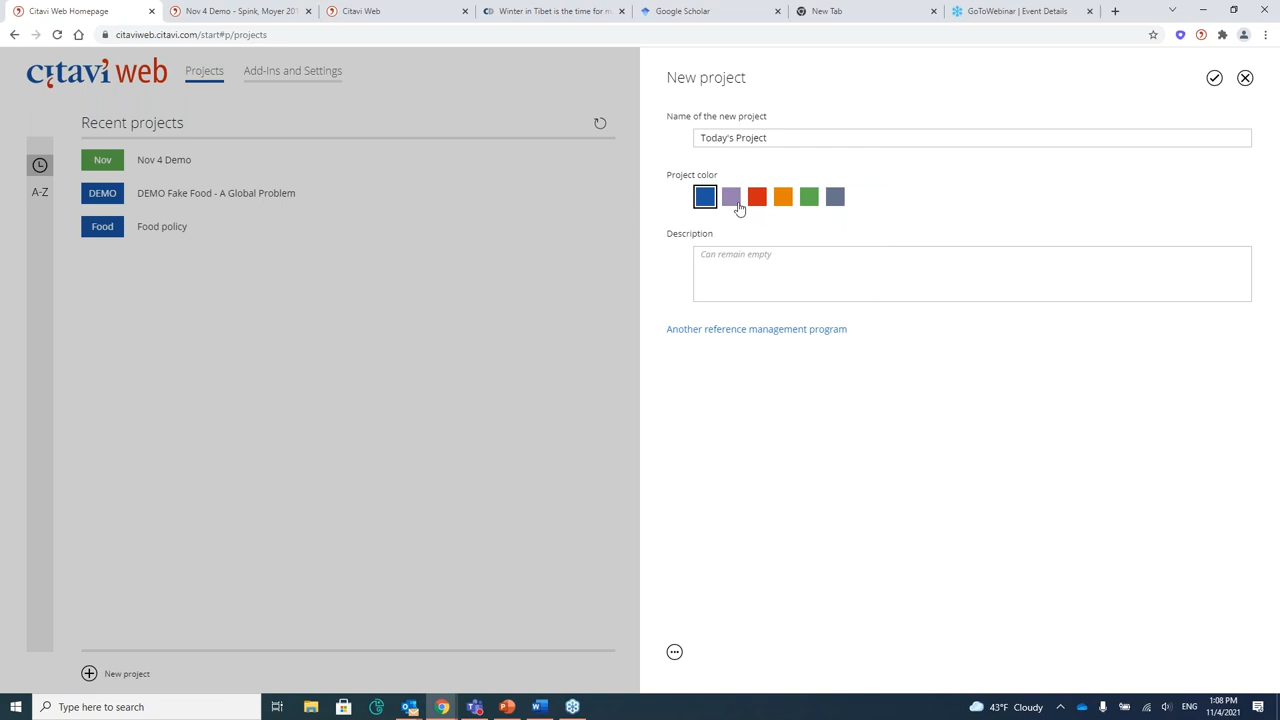 Citavi Web Homepage
Nov 4 Demo - Spink, Moyer 201
Citavi Web
Winter in Tibet is the time for m
Google Scholar
New Tab
GoToWebinar | Event Details
citaviweb.citavi.com/start#p/projects
citavi web
Projects
Add-Ins and Settings
New project
Recent projects
Name of the new project
Today's Project
Nov
Nov 4 Demo
A-Z
DEMO
DEMO Fake Food - A Global Problem
Food
Food policy
Project color
Description
Can remain empty
Another reference management program
New project
Type here to search
43°F Cloudy
ENG
1:08 PM
11/4/2021